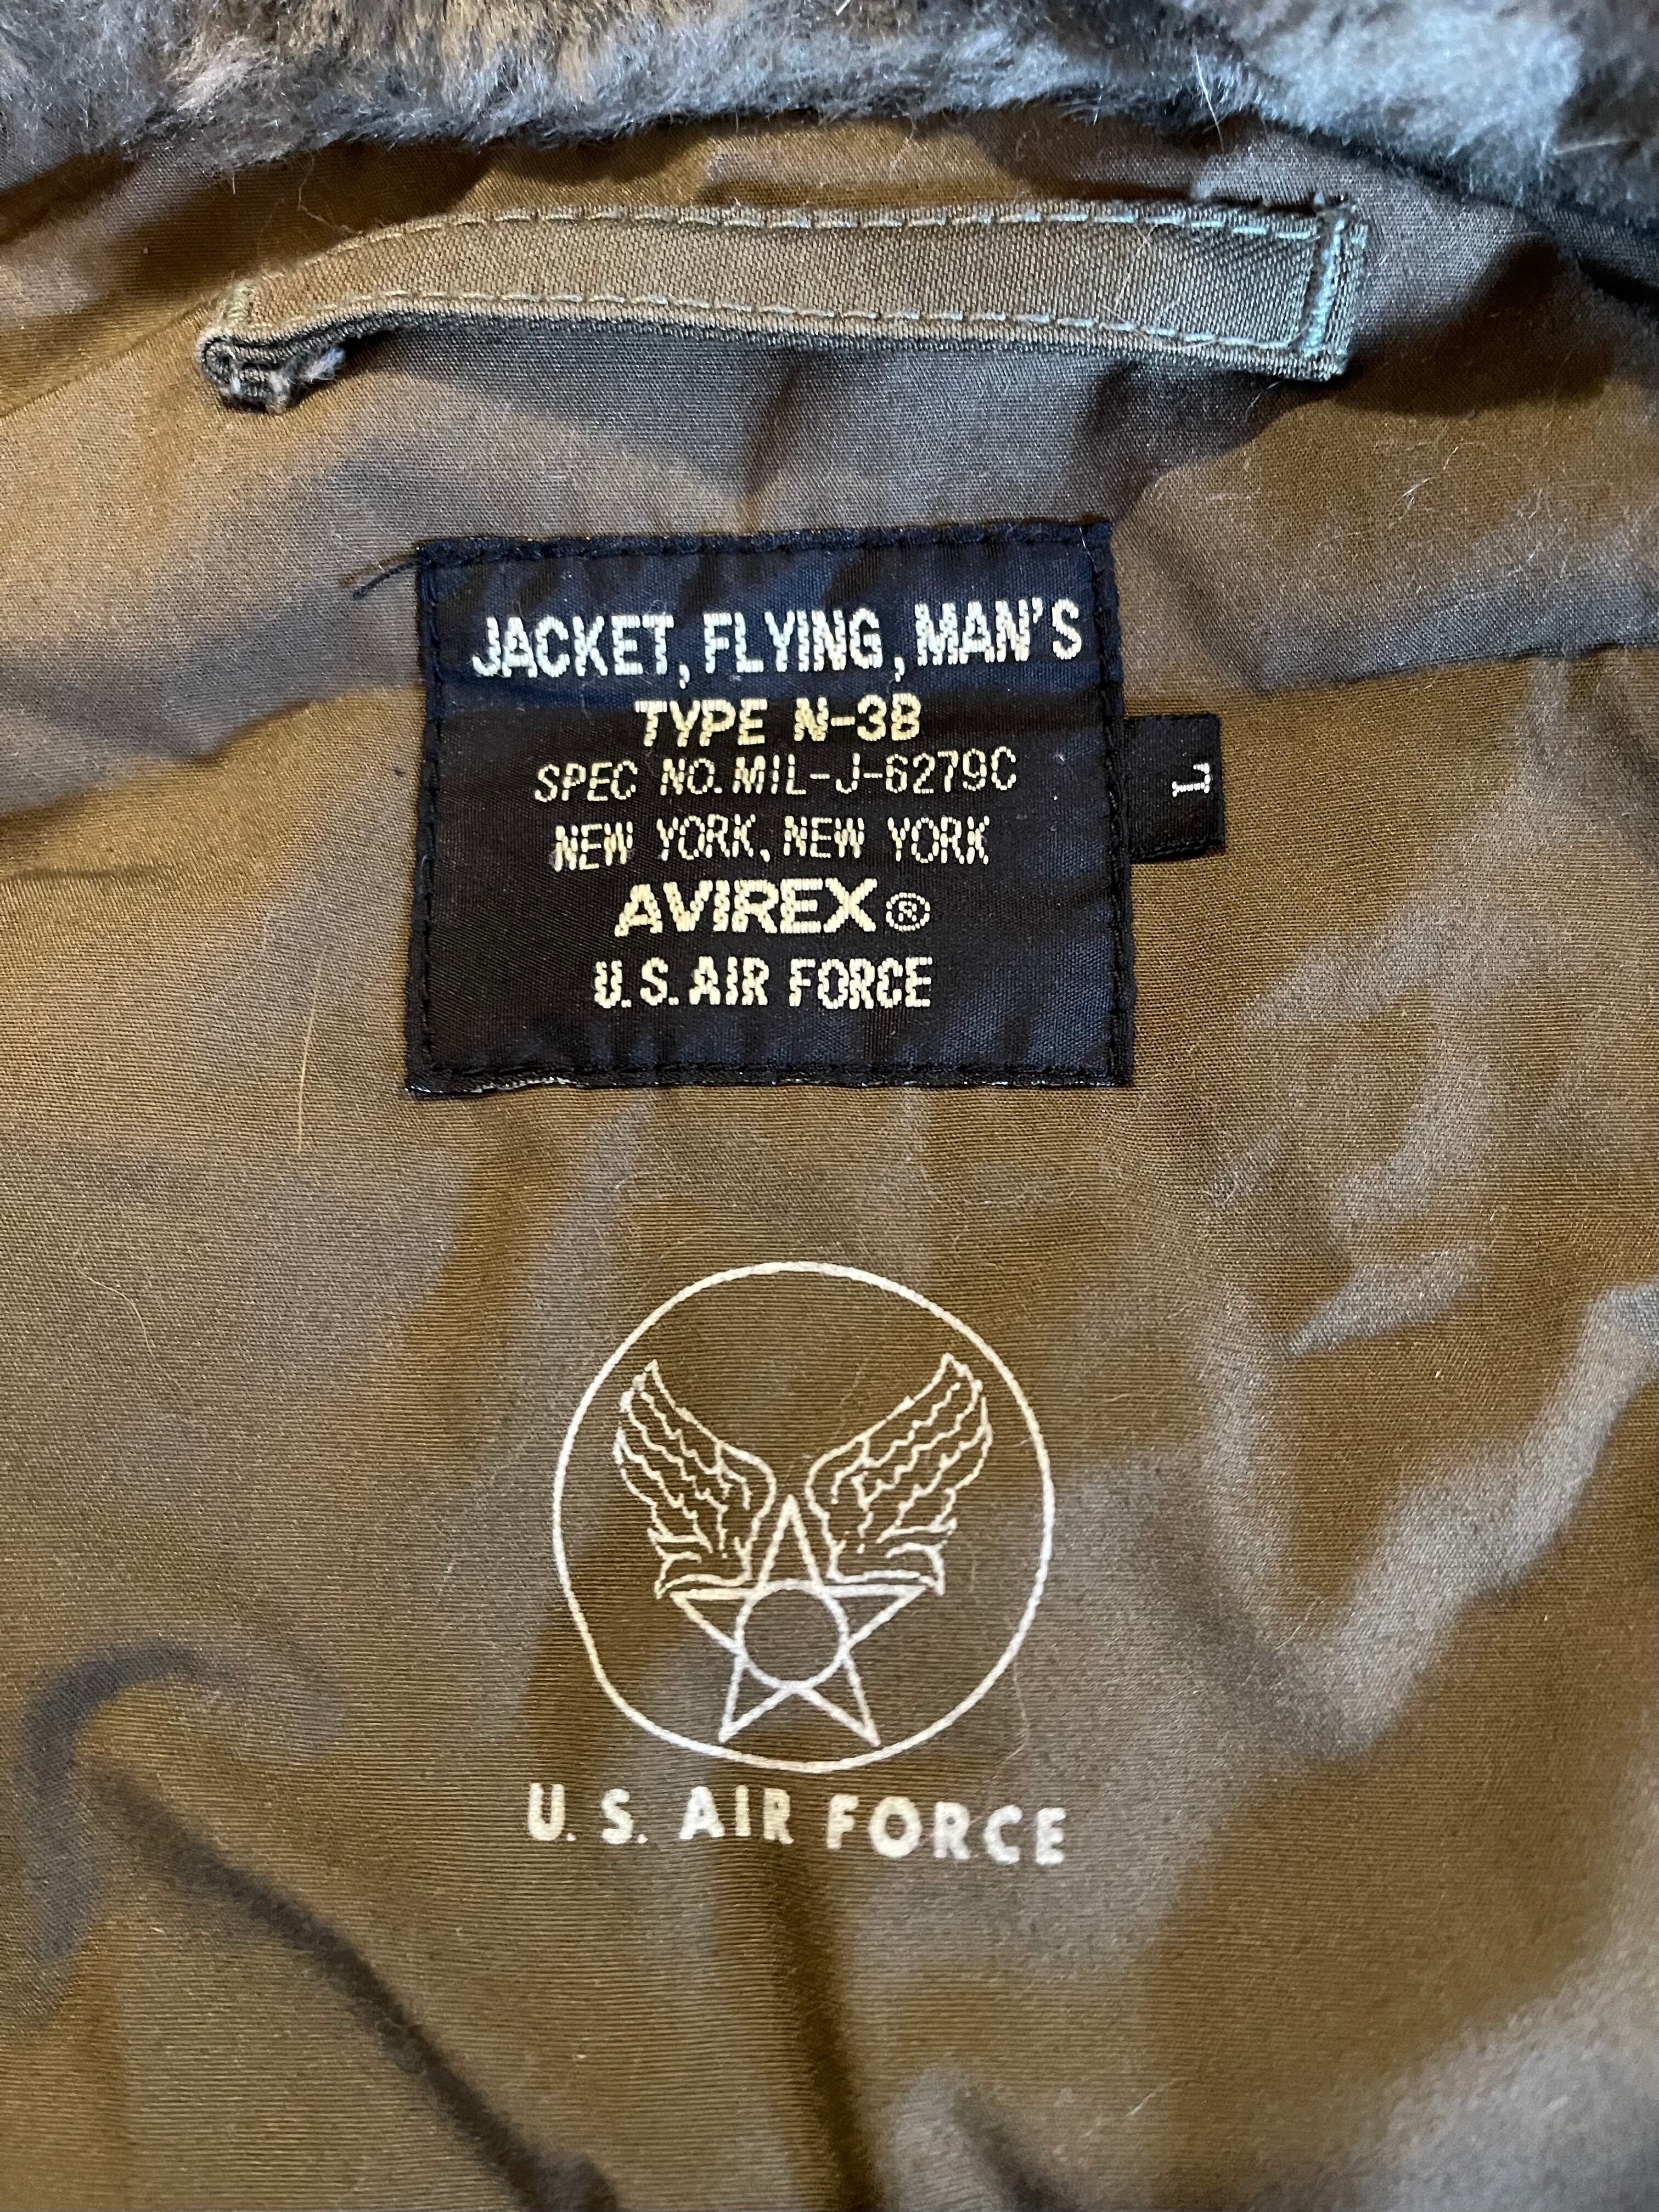 JACKET, FLYING, MAN'S
TYPE N-3B
SPEC NO. MIL-J-6279C
NEW YORK, NEW YORK
AVIREX®
U.S. AIR FORCE
L
U.S. AIR FORCE